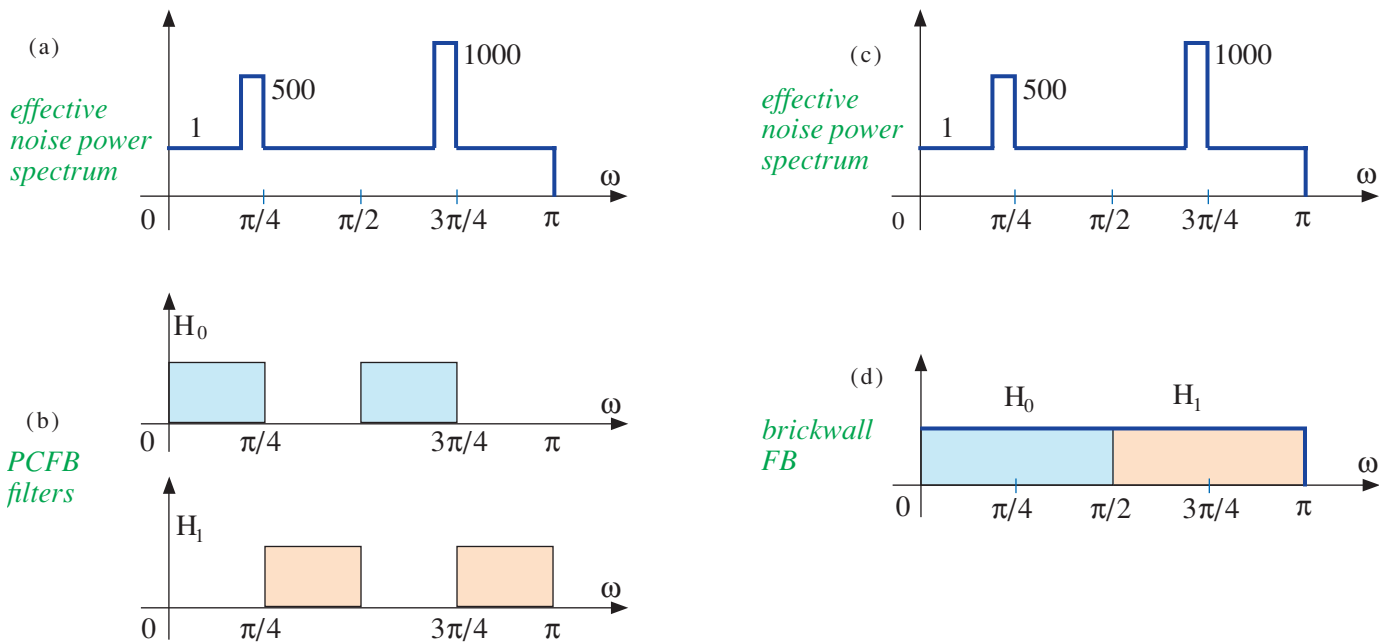 (a)
effective
noise power
spectrum
1
500
1000
ω
0
π/4
π/2
3π/4
π
(b)
PCFB
filters
H₀
ω
0
π/4
3π/4
π
H₁
ω
0
π/4
3π/4
π
(c)
effective
noise power
spectrum
1
500
1000
ω
0
π/4
π/2
3π/4
π
(d)
brickwall
FB
H₀
H₁
ω
0
π/4
π/2
3π/4
π